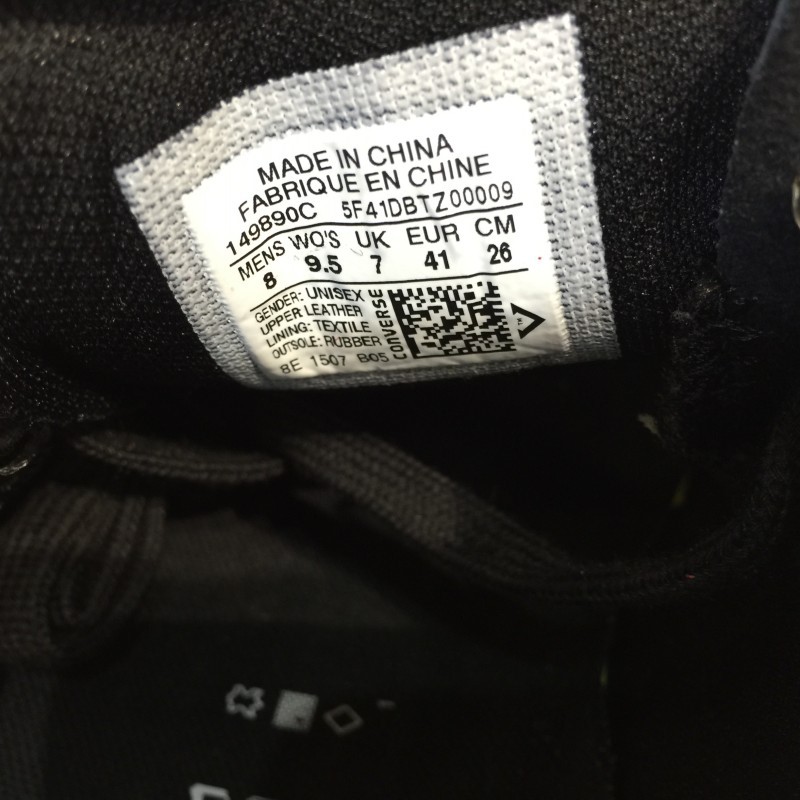 MADE IN CHINA
FABRIQUE EN CHINE
149890C 5F41DBTZ00009
MENS WO'S UK EUR CM
8 9.5 7 41 26
GENDER: UNISEX
UPPER LEATHER
LINING: TEXTILE
OUTSOLE: RUBBER
8E 1507 B05
CONVERSE